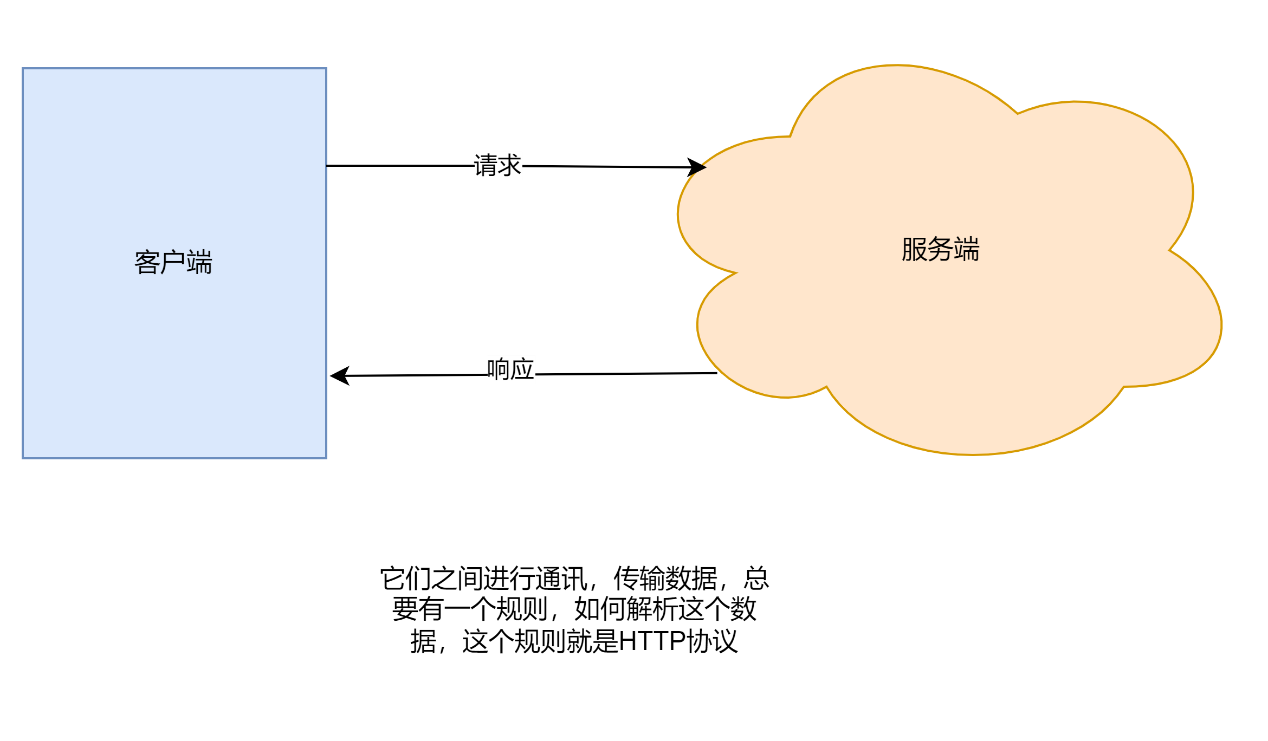 请求
客户端
服务端
响应
它们之间进行通讯，传输数据，总
要有一个规则，如何解析这个数
据，这个规则就是HTTP协议